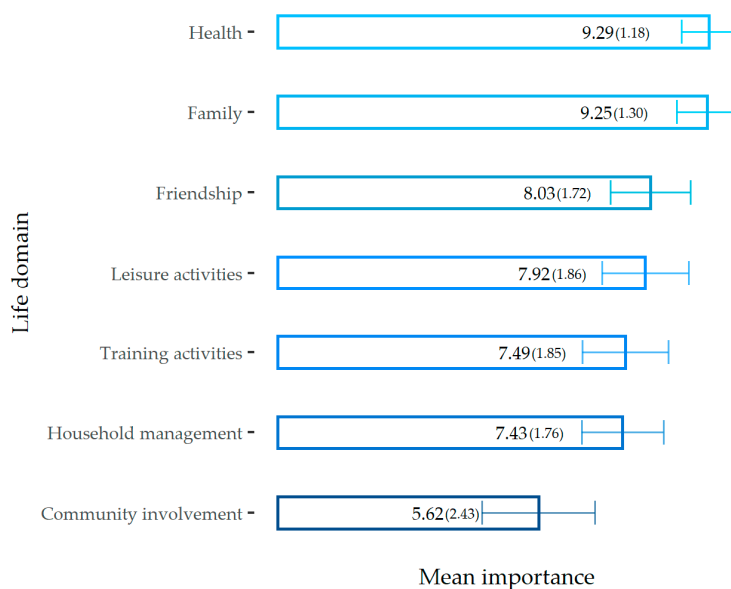 Health 9.29(1.18)
Family 9.25(1.30)
Friendship 8.03(1.72)
Leisure activities 7.92(1.86)
Training activities 7.49(1.85)
Household management 7.43(1.76)
Community involvement 5.62(2.43)
Life domain
Mean importance